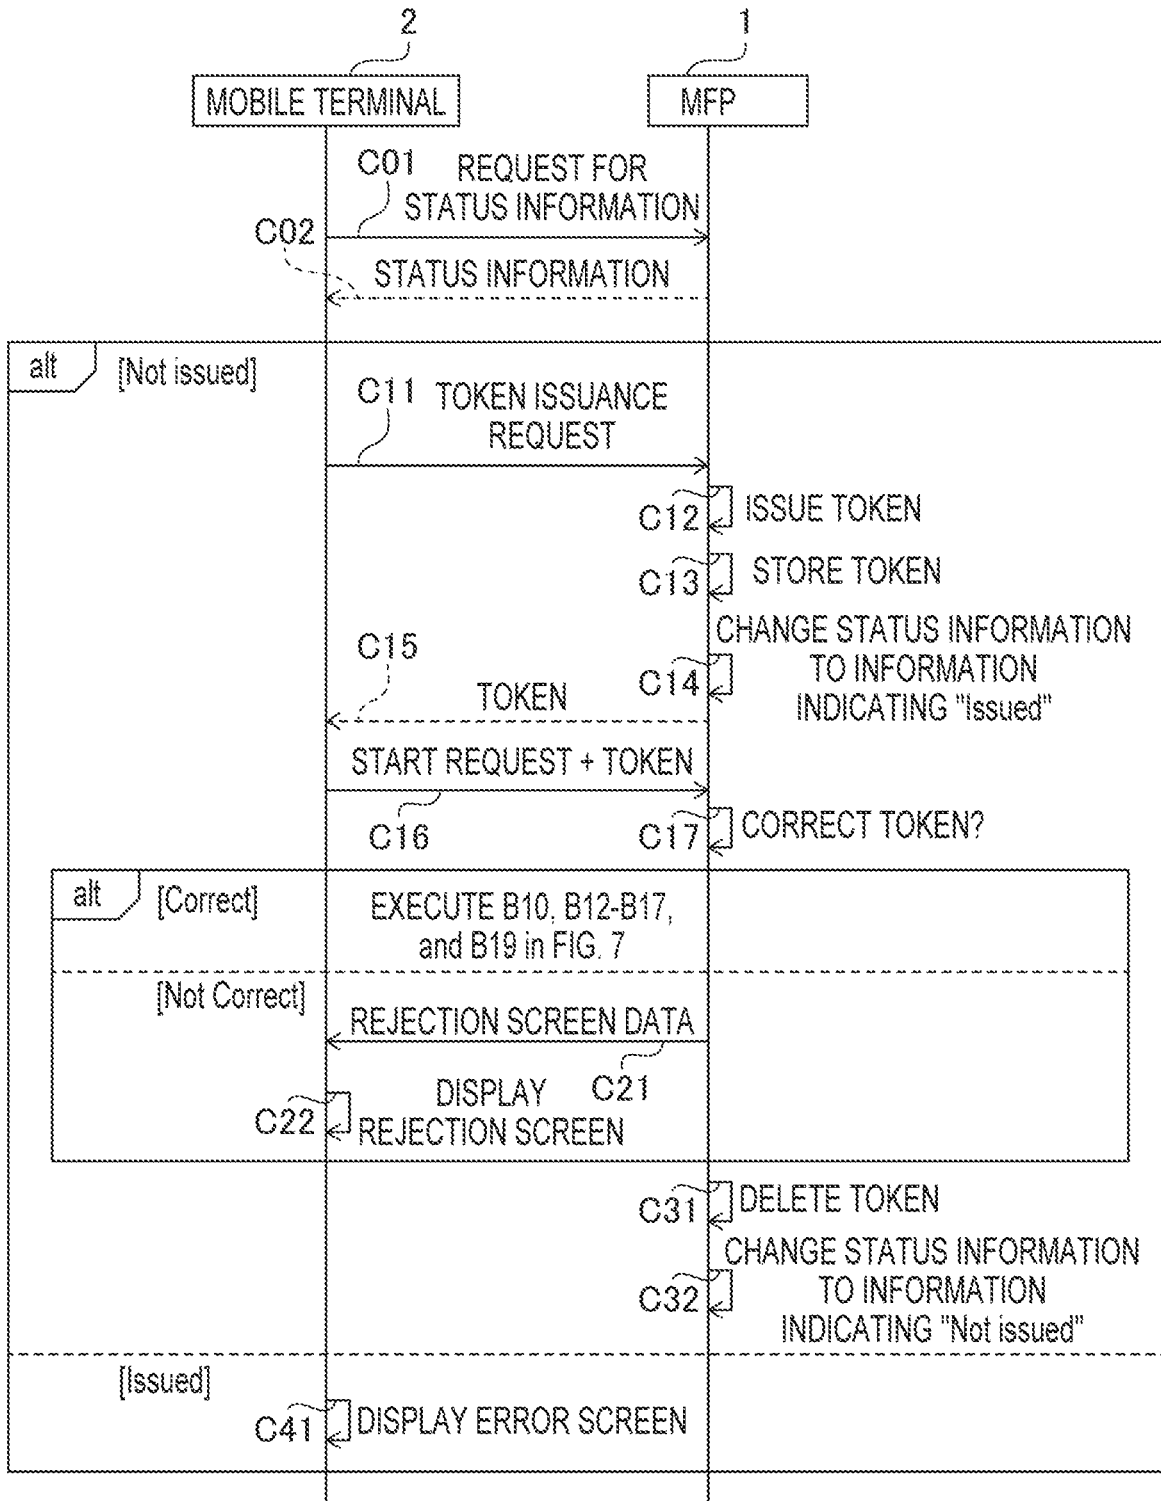 2
1
MOBILE TERMINAL
MFP
C01
REQUEST FOR
STATUS INFORMATION
C02
STATUS INFORMATION
alt
[Not issued]
C11
TOKEN ISSUANCE
REQUEST
C12
ISSUE TOKEN
C13
STORE TOKEN
CHANGE STATUS INFORMATION
TO INFORMATION
INDICATING "Issued"
C14
C15
TOKEN
START REQUEST + TOKEN
C16
C17
CORRECT TOKEN?
alt
[Correct]
EXECUTE B10, B12-B17,
and B19 in FIG. 7
[Not Correct]
REJECTION SCREEN DATA
C21
C22
DISPLAY
REJECTION SCREEN
C31
DELETE TOKEN
CHANGE STATUS INFORMATION
TO INFORMATION
INDICATING "Not issued"
C32
[Issued]
C41
DISPLAY ERROR SCREEN